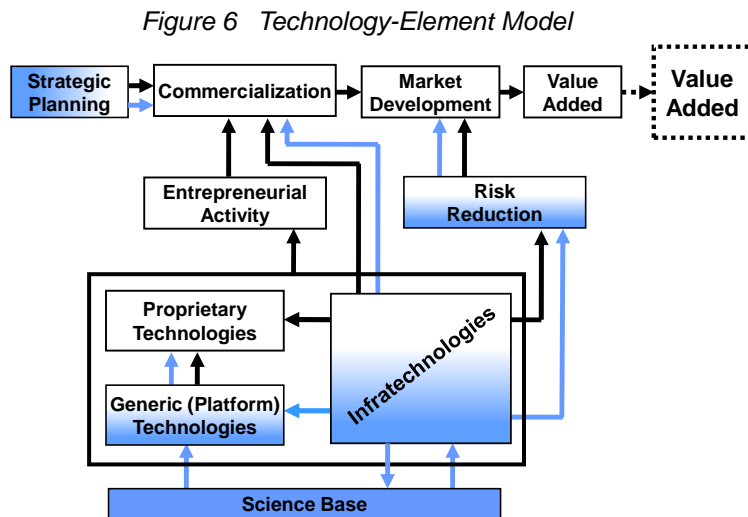 Figure 6 Technology-Element Model
Strategic
Planning
Commercialization
Market
Development
Value
Added
Value
Added
Entrepreneurial
Activity
Risk
Reduction
Proprietary
Technologies
Infratechnologies
Generic (Platform)
Technologies
Science Base